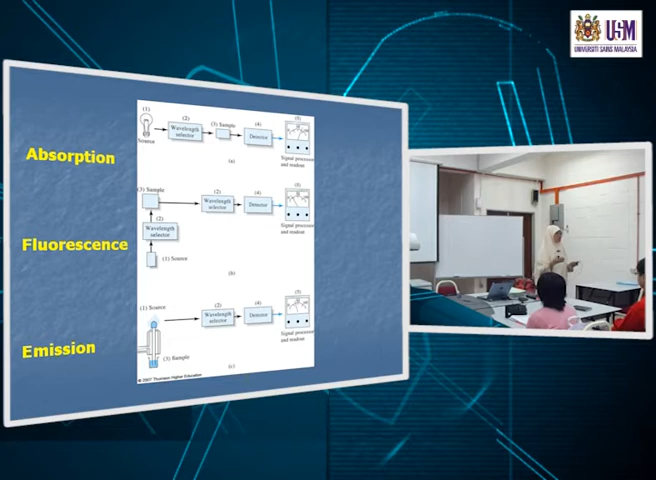 USM
UNIVERSITI SAINS MALAYSIA
Absorption
(1)
Source
(2)
Wavelength
selector
(3) Sample
(4)
Detector
(5)
Signal processor
and readout
(a)
Fluorescence
(3) Sample
(2)
Wavelength
selector
(1) Source
(2)
Wavelength
selector
(4)
Detector
(5)
Signal processor
and readout
(b)
Emission
(1) Source
(3) Sample
(2)
Wavelength
selector
(4)
Detector
(5)
Signal processor
and readout
(c)
© 2007 Thomson Higher Education